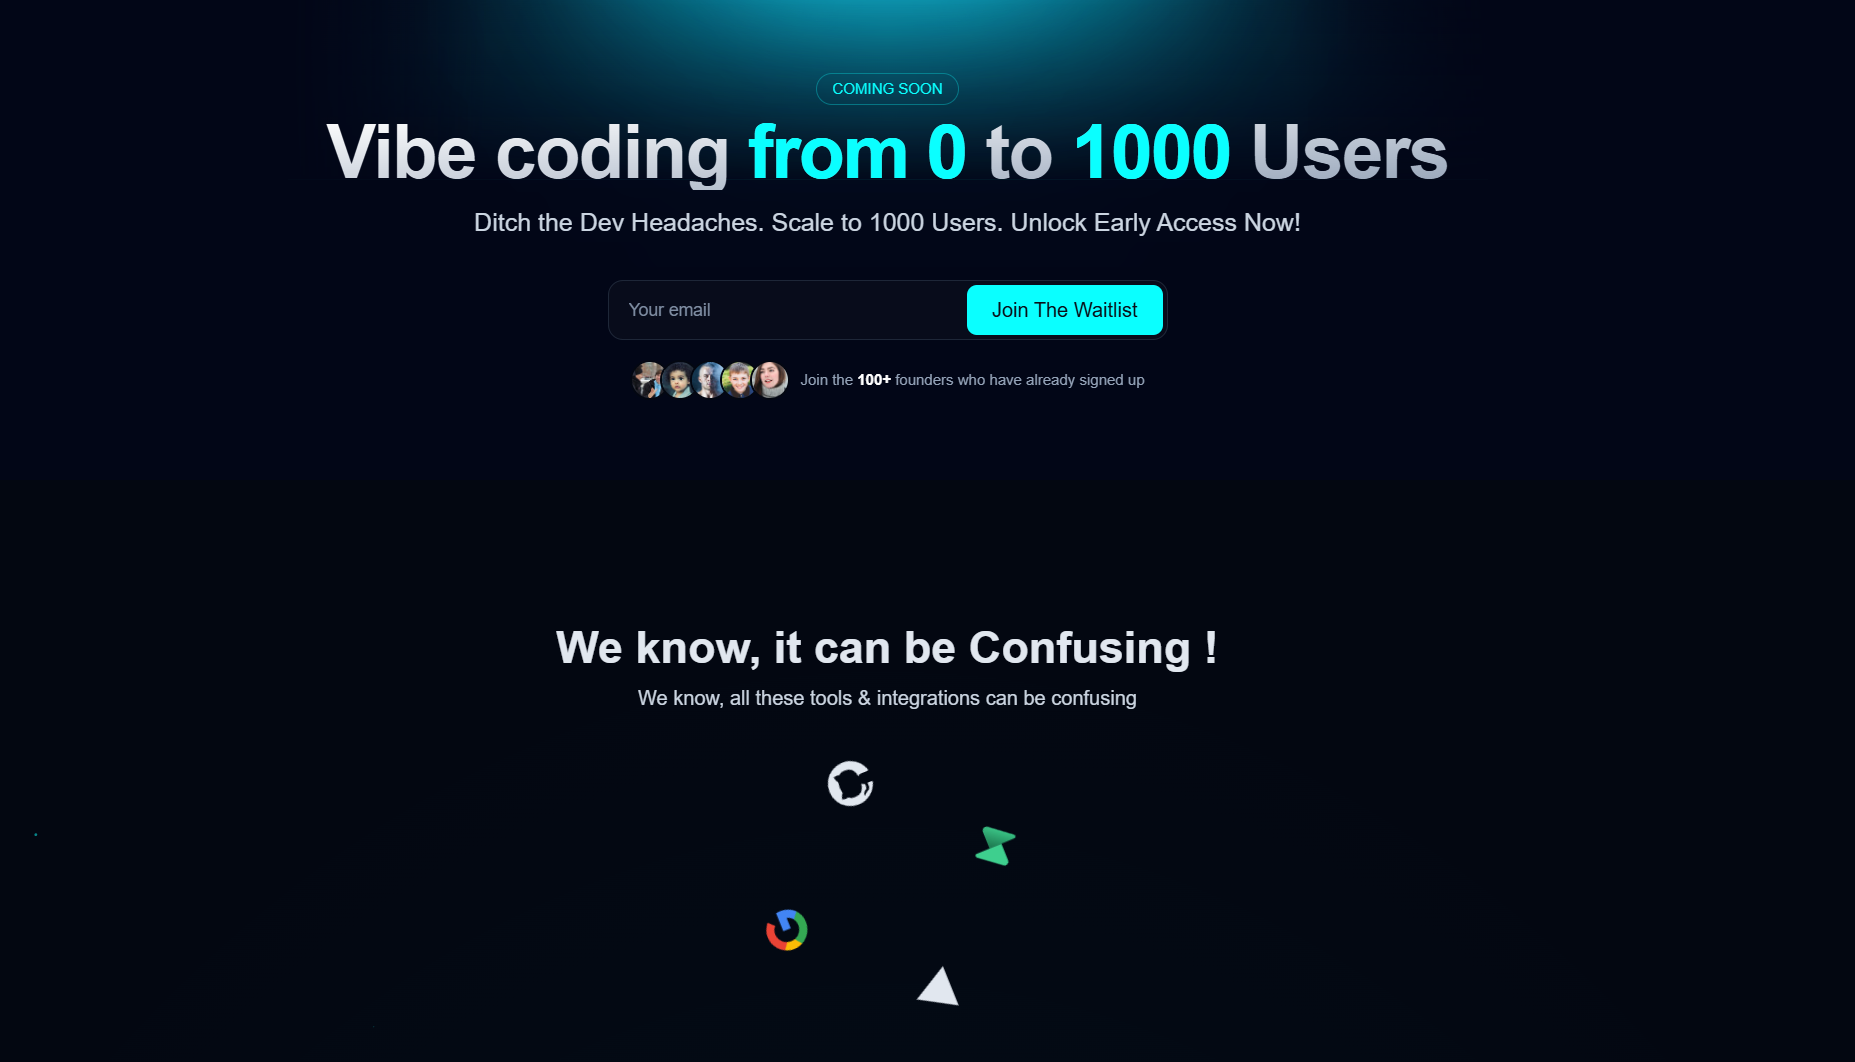 COMING SOON
Vibe coding from 0 to 1000 Users
Ditch the Dev Headaches. Scale to 1000 Users. Unlock Early Access Now!
Your email
Join The Waitlist
Join the 100+ founders who have already signed up
We know, it can be Confusing !
We know, all these tools & integrations can be confusing